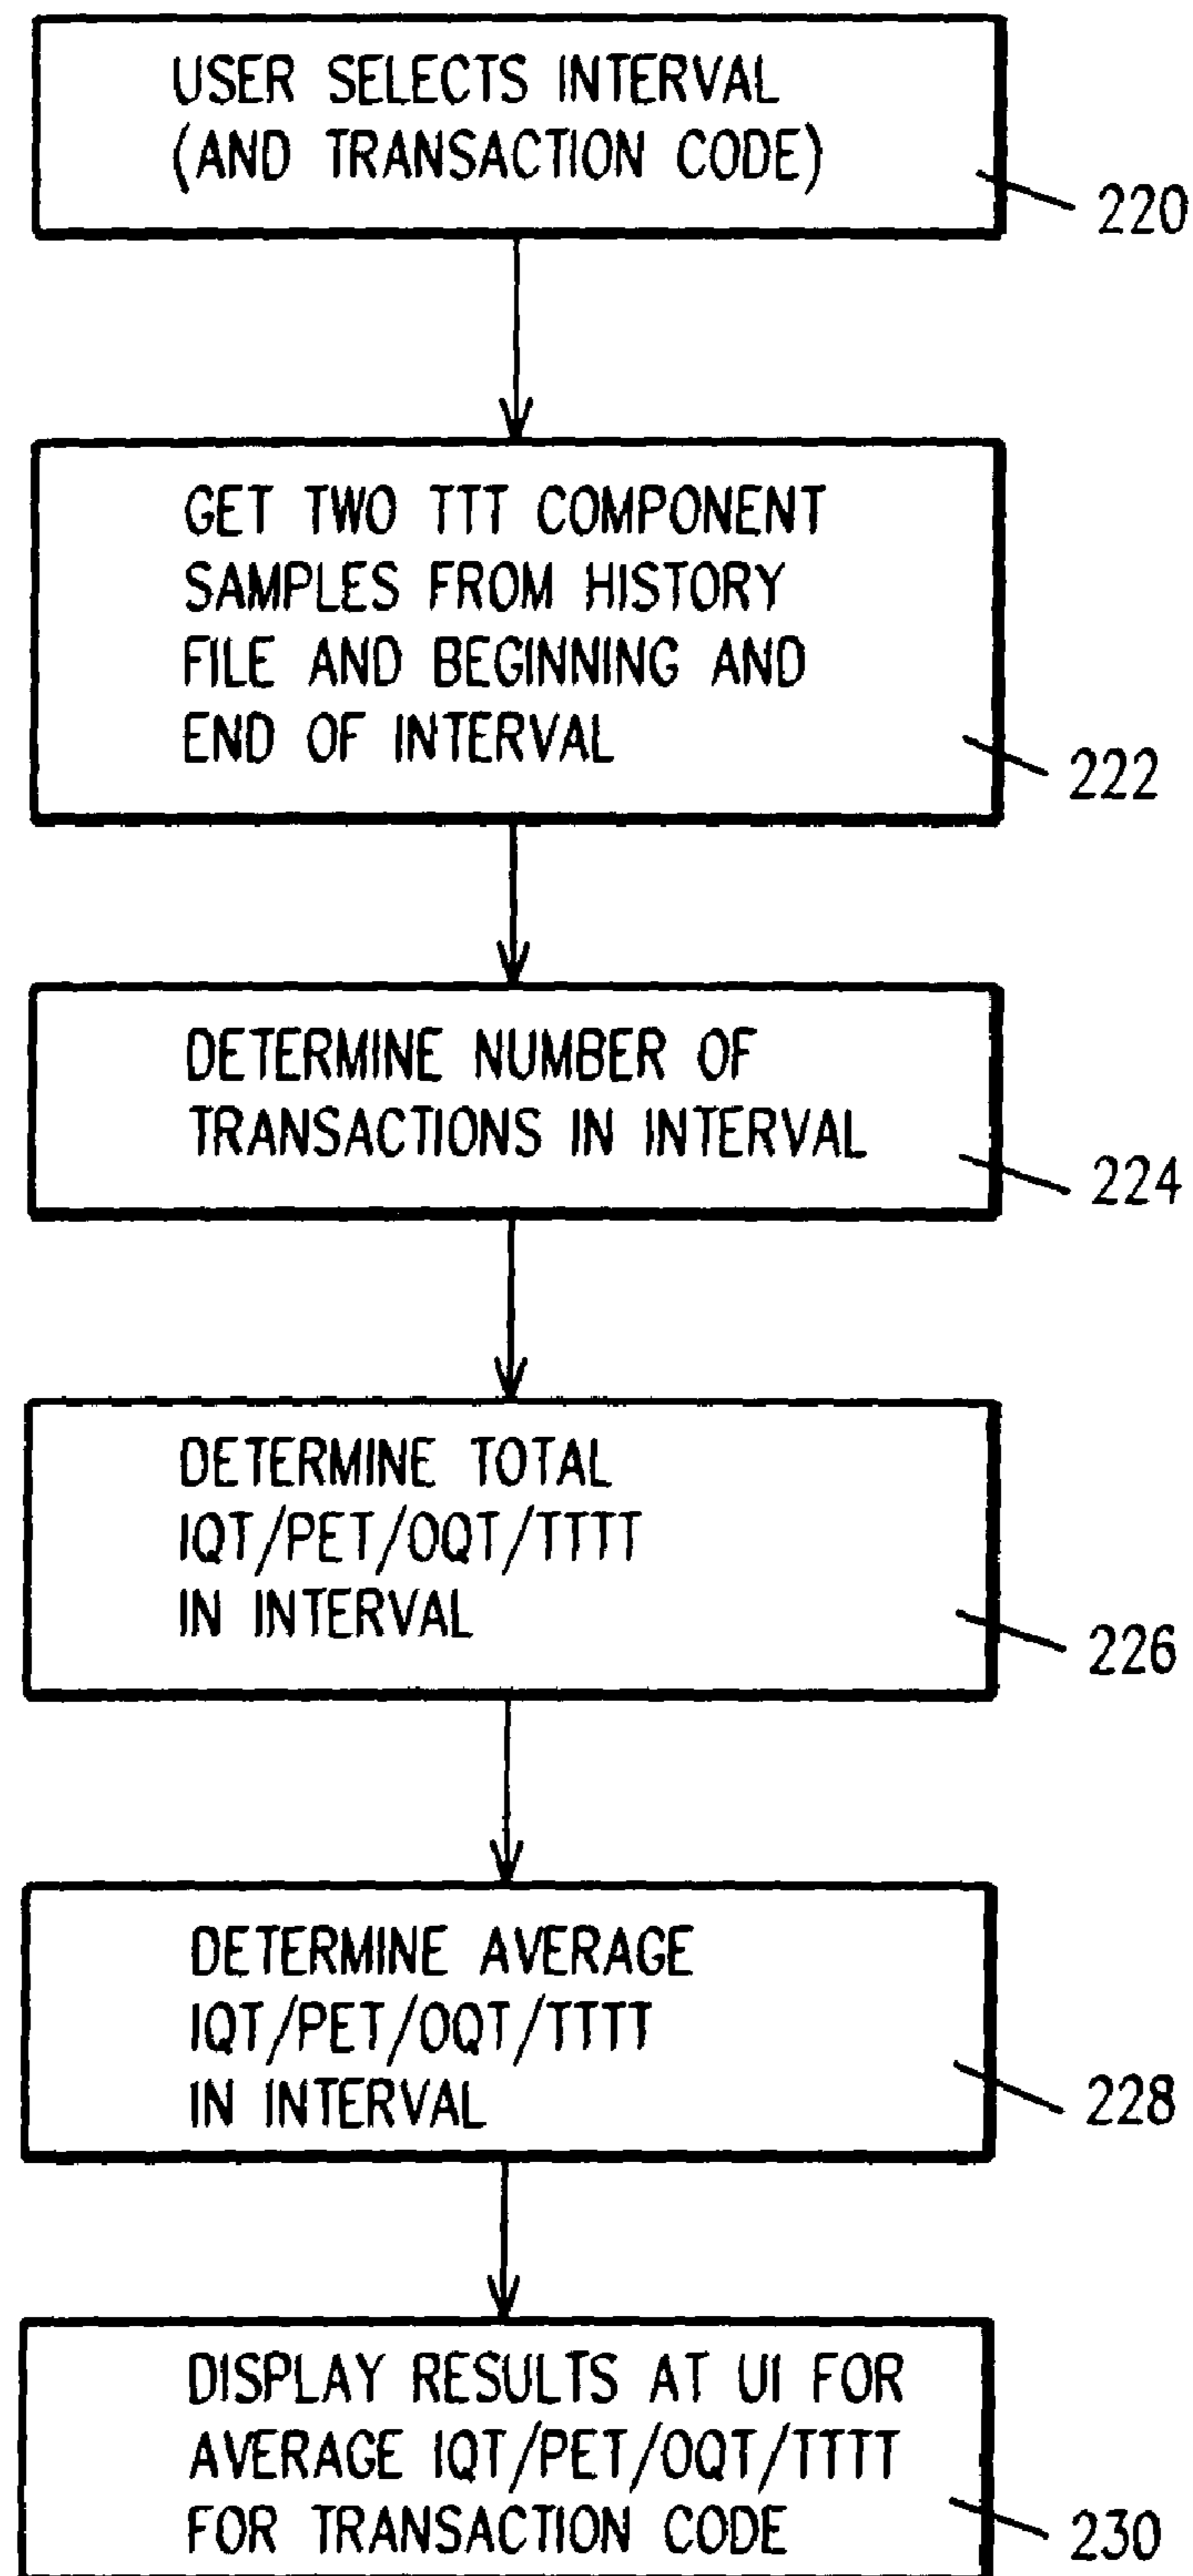 USER SELECTS INTERVAL
(AND TRANSACTION CODE)
220
GET TWO TTT COMPONENT
SAMPLES FROM HISTORY
FILE AND BEGINNING AND
END OF INTERVAL
222
DETERMINE NUMBER OF
TRANSACTIONS IN INTERVAL
224
DETERMINE TOTAL
IQT/PET/OQT/TTTT
IN INTERVAL
226
DETERMINE AVERAGE
IQT/PET/OQT/TTTT
IN INTERVAL
228
DISPLAY RESULTS AT UI FOR
AVERAGE IQT/PET/OQT/TTTT
FOR TRANSACTION CODE
230